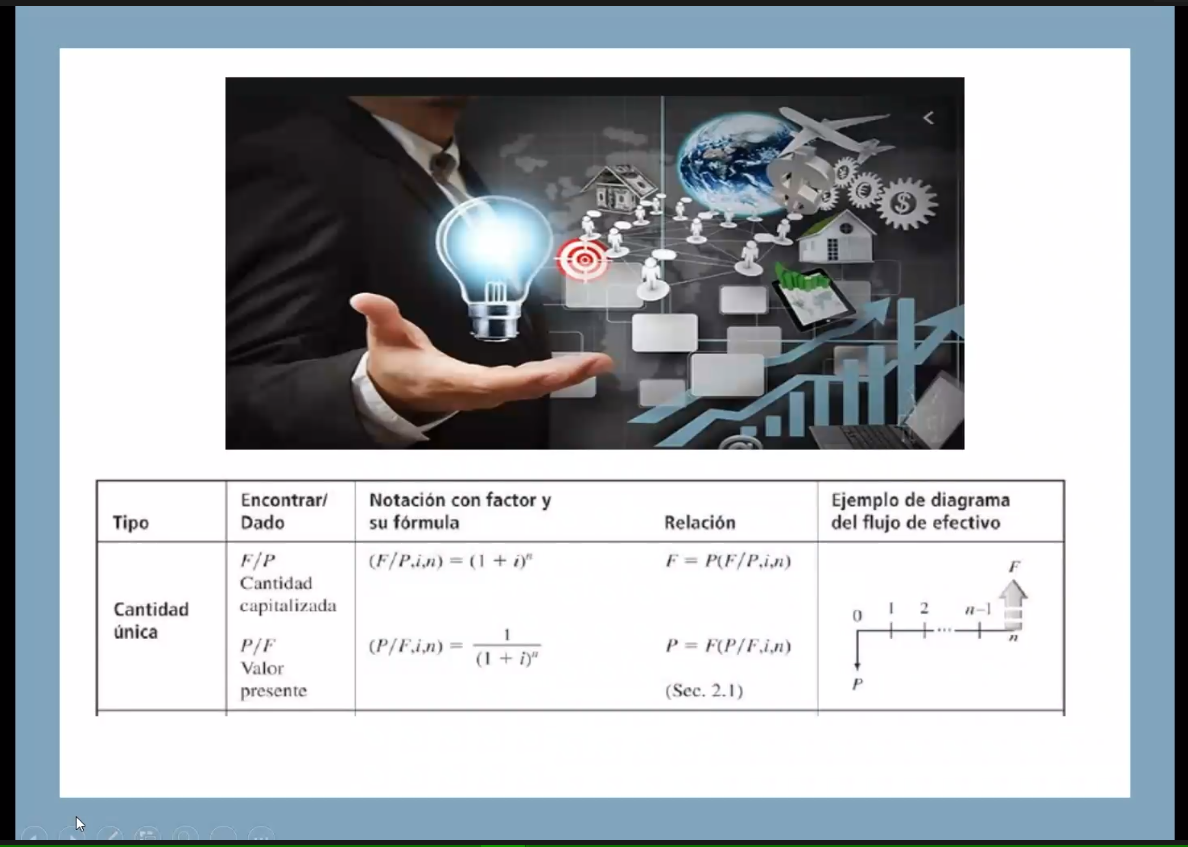 Tipo
Encontrar/
Dado
Notación con factor y
su fórmula
Relación
Ejemplo de diagrama
del flujo de efectivo
Cantidad
única
F/P
Cantidad
capitalizada
(F/P,i,n) = (1 + i)ⁿ
F = P(F/P,i,n)
P/F
Valor
presente
(P/F,i,n) = 1
(1 + i)ⁿ
P = F(P/F,i,n)
(Sec. 2.1)
F
0 1 2 n–1
...
n
P